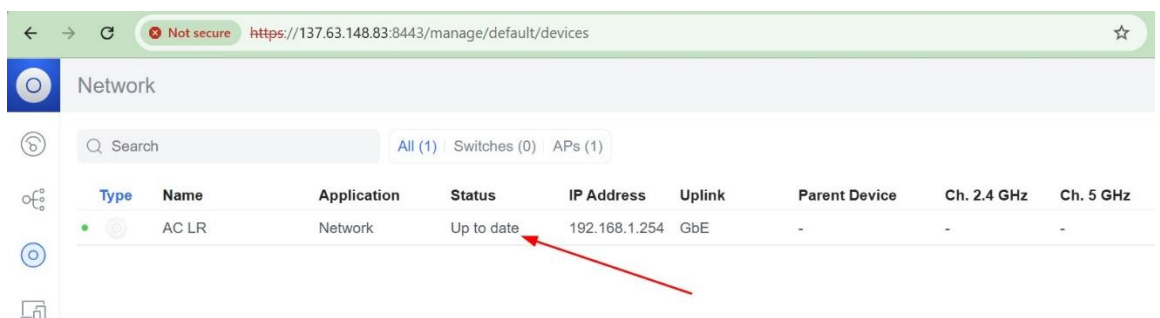 Not secure https://137.63.148.83:8443/manage/default/devices
Network
Search All (1) Switches (0) APs (1)
Type Name Application Status IP Address Uplink Parent Device Ch. 2.4 GHz Ch. 5 GHz
AC LR Network Up to date 192.168.1.254 GbE - - -